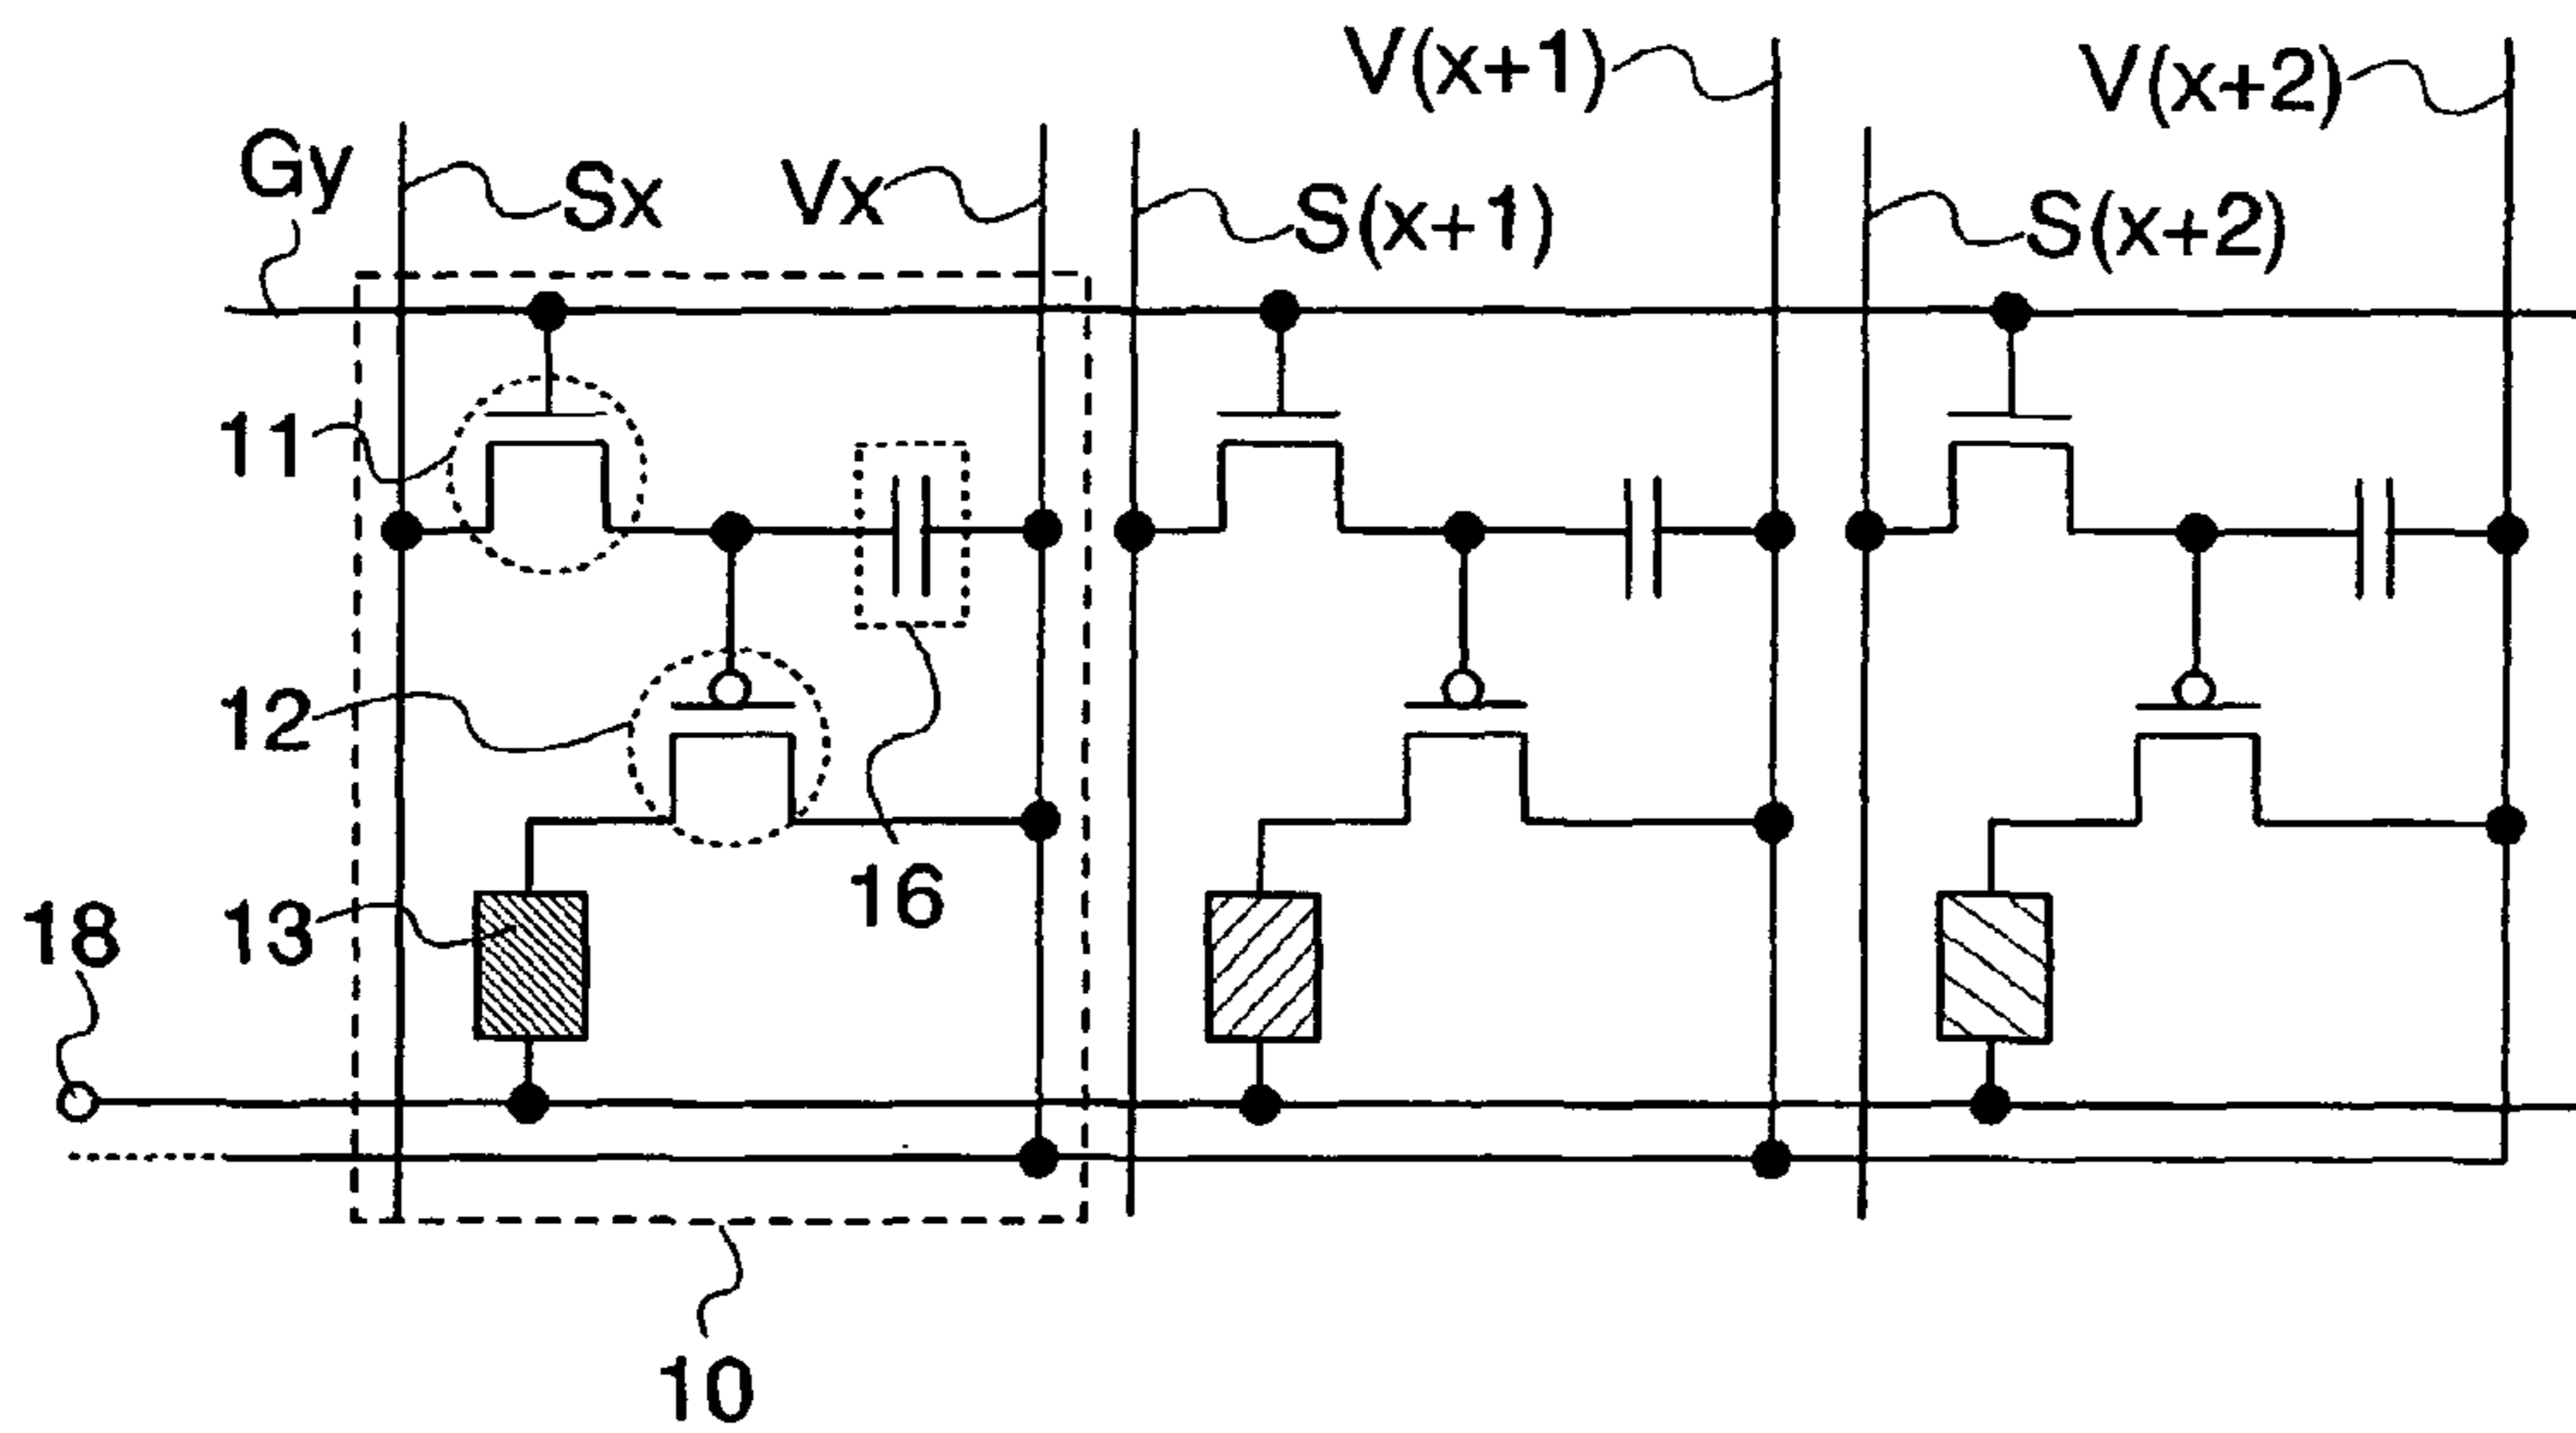 V(x+1)
V(x+2)
Gy
Sx
Vx
S(x+1)
S(x+2)
11
12
16
13
18
10